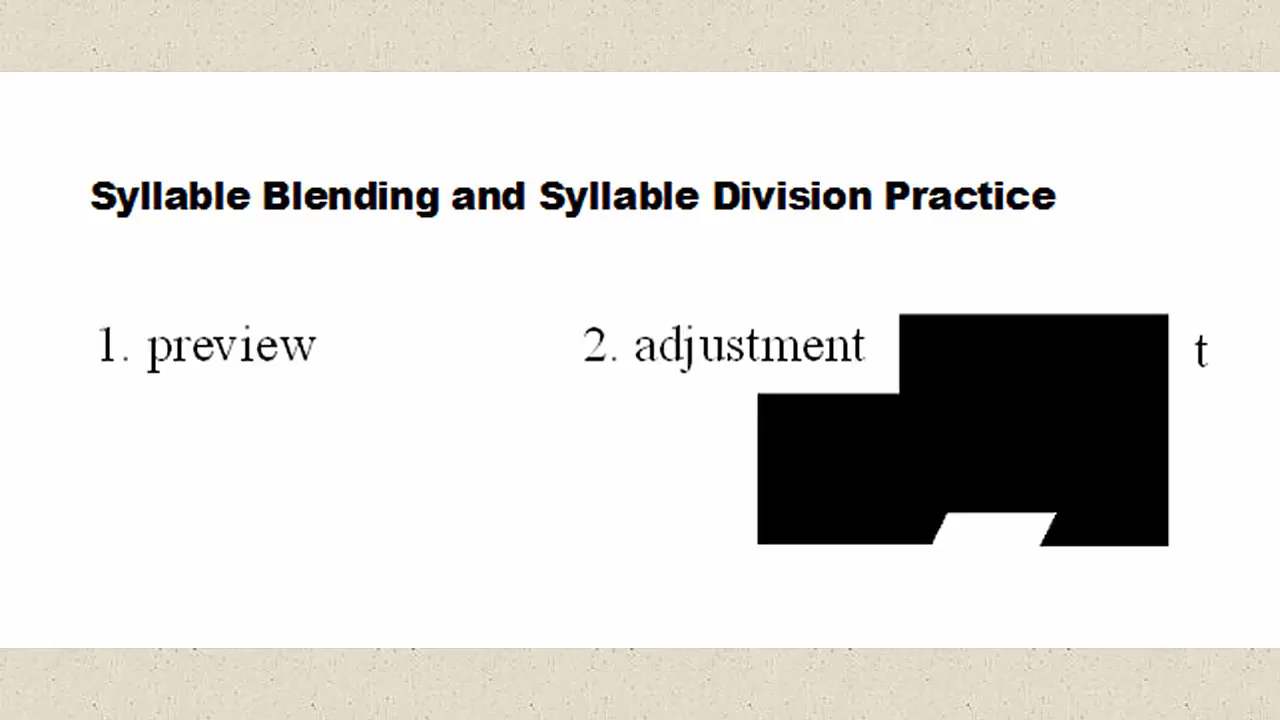 Syllable Blending and Syllable Division Practice
1. preview 2. adjustment t